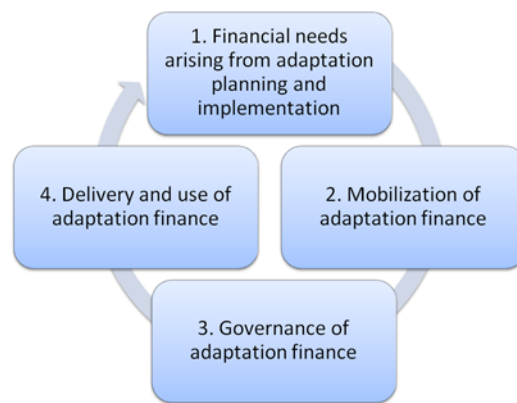 1. Financial needs
arising from adaptation
planning and
implementation
2. Mobilization of
adaptation finance
3. Governance of
adaptation finance
4. Delivery and use of
adaptation finance